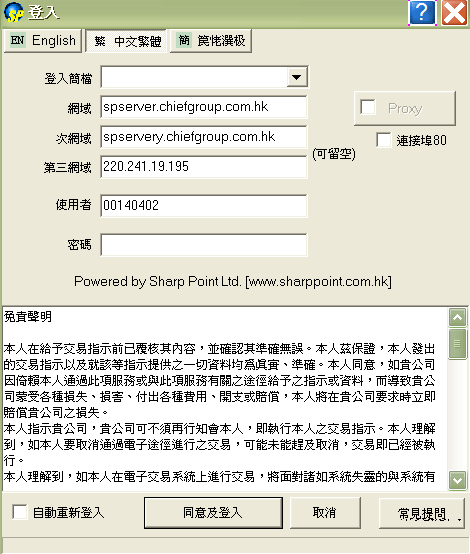 登入
EN English 繁 中交繁體 簡 篪恅潠极
登入簡檔
網域 spserver.chiefgroup.com.hk
Proxy
次網域 spservery.chiefgroup.com.hk
連接埠80
(可留空)
第三網域 220.241.19.195
使用者 00140402
密碼
Powered by Sharp Point Ltd. [www.sharppoint.com.hk]
免責聲明
本人在給予交易指示前已覆核其內容，並確認其準確無誤。本人茲保證，本人發出
的交易指示以及就該等指示提供之一切資料均爲眞實、準確。本人同意，如貴公司
因倚賴本人通過此項服務或與此項服務有關之途徑給予之指示或資料，而導致貴公
司蒙受各種損失、損害、付出各種費用、開支或賠償，本人將在貴公司要求時立即
賠償貴公司之損失。
本人指示貴公司，貴公司可不須再行知會本人，即執行本人之交易指示。本人理解
到，如本人要取消通過電子途徑進行之交易，可能未能趕及取消，交易即已經被執
行。
本人理解到，如本人在電子交易系統上進行交易，將面對諸如系統失靈的與系統有
自動重新登入
同意及登入
取消
常見提問